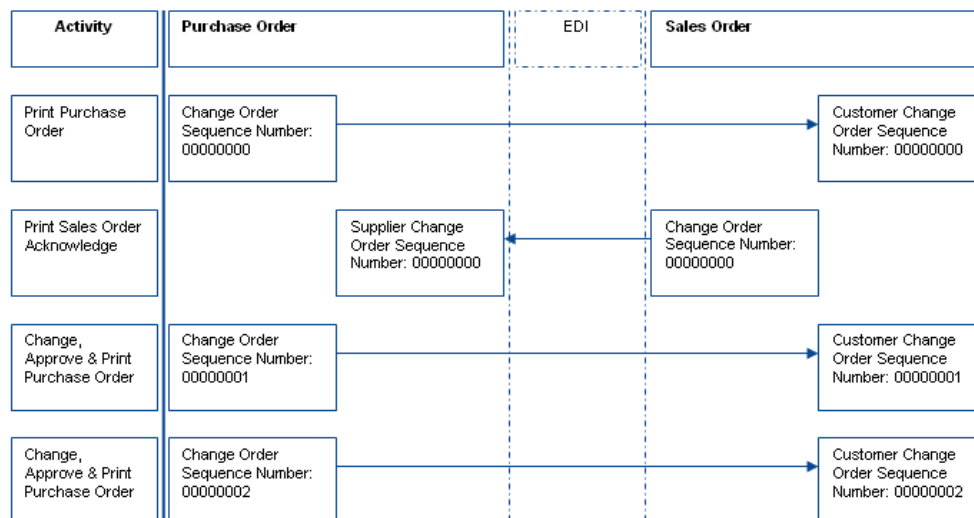 Activity
Purchase Order
EDI
Sales Order
Print Purchase
Order
Change Order
Sequence Number:
00000000
Customer Change
Order Sequence
Number: 00000000
Print Sales Order
Acknowledge
Supplier Change
Order Sequence
Number: 00000000
Change Order
Sequence Number:
00000000
Change,
Approve & Print
Purchase Order
Change Order
Sequence Number:
00000001
Customer Change
Order Sequence
Number: 00000001
Change,
Approve & Print
Purchase Order
Change Order
Sequence Number:
00000002
Customer Change
Order Sequence
Number: 00000002